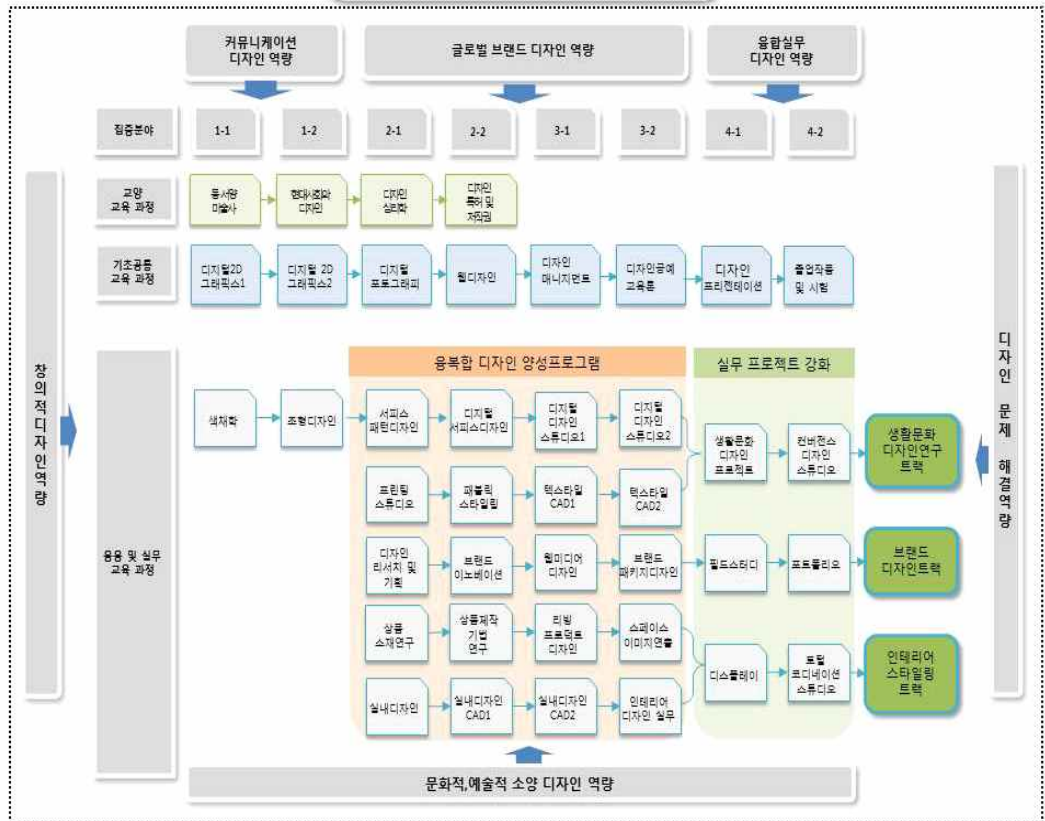 커뮤니케이션
디자인 역량
글로벌 브랜드 디자인 역량
융합실무
디자인 역량
집중분야
1-1
1-2
2-1
2-2
3-1
3-2
4-1
4-2
교양
교육 과정
동서양
미술사
현대사회와
디자인
디자인
심리학
디자인
특허 및
저작권
기초공통
교육 과정
디지털2D
그래픽스1
디지털 2D
그래픽스2
디지털
포토그래피
웹디자인
디자인
매니지먼트
디자인공예
교육론
디자인
프리젠테이션
졸업작품
및 시험
창의적디자인역량
디자인 문제 해결역량
응용 및 실무
교육 과정
융복합 디자인 양성프로그램
실무 프로젝트 강화
색채학
조형디자인
서피스
패턴디자인
디지털
서피스디자인
디지털
디자인
스튜디오1
디지털
디자인
스튜디오2
생활문화
디자인
프로젝트
컨버전스
디자인
스튜디오
생활문화
디자인연구
트랙
프린팅
스튜디오
패브릭
스타일링
텍스타일
CAD1
텍스타일
CAD2
디자인
리서치 및
기획
브랜드
이노베이션
웹미디어
디자인
브랜드
패키지디자인
필드스터디
포트폴리오
브랜드
디자인트랙
상품
소재연구
상품제작
기법
연구
리빙
프로덕트
디자인
스페이스
이미지연출
디스플레이
토털
코디네이션
스튜디오
인테리어
스타일링
트랙
실내디자인
실내디자인
CAD1
실내디자인
CAD2
인테리어
디자인 실무
문화적,예술적 소양 디자인 역량